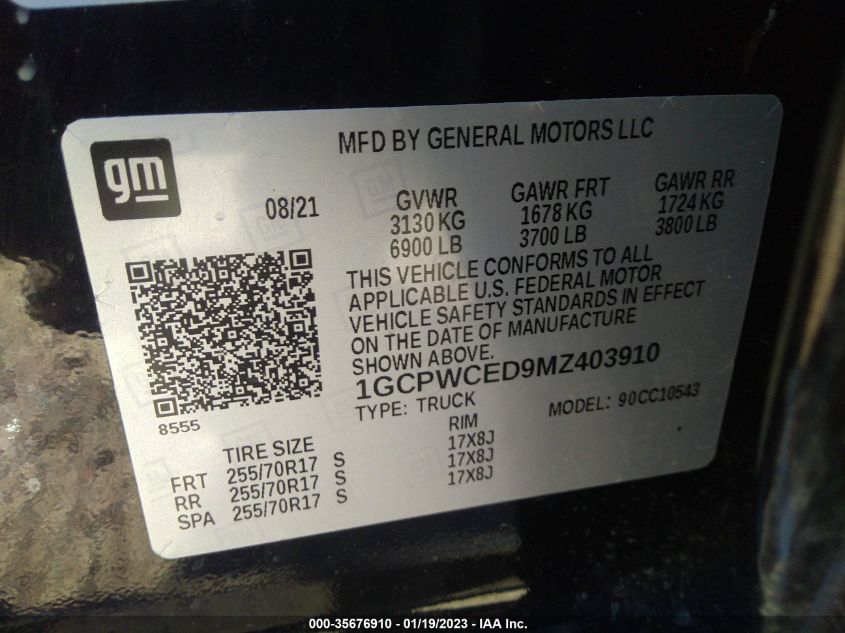 gm
MFD BY GENERAL MOTORS LLC
08/21
GVWR GAWR FRT GAWR RR
3130 KG 1678 KG 1724 KG
6900 LB 3700 LB 3800 LB
THIS VEHICLE CONFORMS TO ALL
APPLICABLE U.S. FEDERAL MOTOR
VEHICLE SAFETY STANDARDS IN EFFECT
ON THE DATE OF MANUFACTURE
SHOWN ABOVE.
1GCPWCED9MZ403910
8555
TYPE: TRUCK MODEL: 90CC10543
TIRE SIZE RIM
FRT 255/70R17 S 17X8J
RR 255/70R17 S 17X8J
SPA 255/70R17 S 17X8J
000-35676910 - 01/19/2023 - IAA Inc.